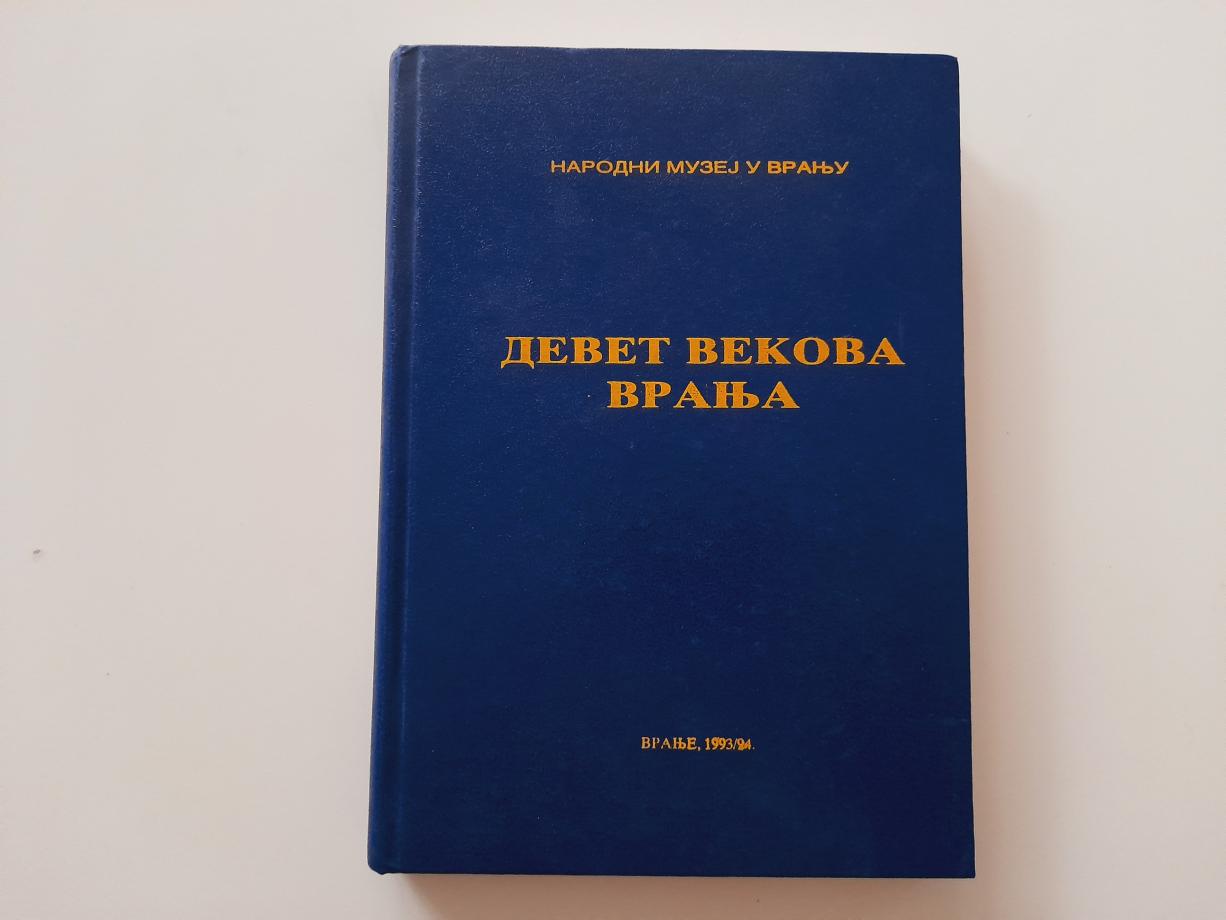 НАРОДНИ МУЗЕЈ У ВРАЊУ
ДЕВЕТ ВЕКОВА
ВРАЊА
ВРАЊЕ, 1993/94.